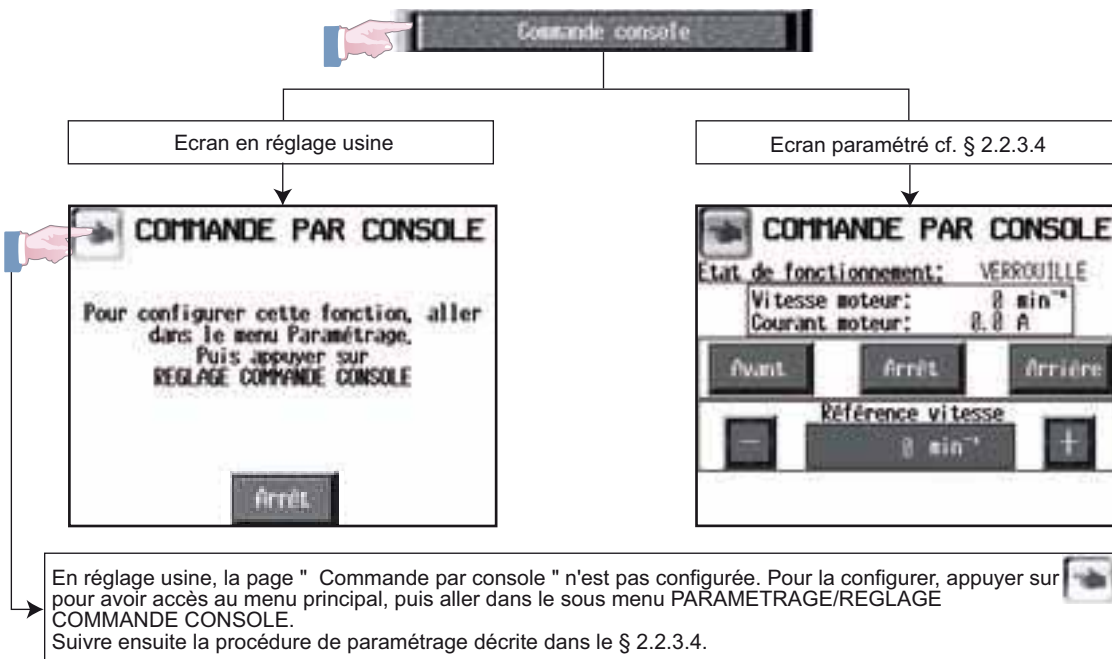 Commande console
Ecran en réglage usine
Ecran paramétré cf. § 2.2.3.4
COMMANDE PAR CONSOLE
Pour configurer cette fonction, aller
dans le menu Paramétrage.
Puis appuyer sur
REGLAGE COMMANDE CONSOLE
Arrêt
COMMANDE PAR CONSOLE
Etat de fonctionnement: VERROUILLE
Vitesse moteur: 0 min⁻¹
Courant moteur: 0.0 A
Avant Arrêt Arrière
Référence vitesse
- 0 min⁻¹ +
En réglage usine, la page " Commande par console " n'est pas configurée. Pour la configurer, appuyer sur
pour avoir accès au menu principal, puis aller dans le sous menu PARAMETRAGE/REGLAGE
COMMANDE CONSOLE.
Suivre ensuite la procédure de paramétrage décrite dans le § 2.2.3.4.